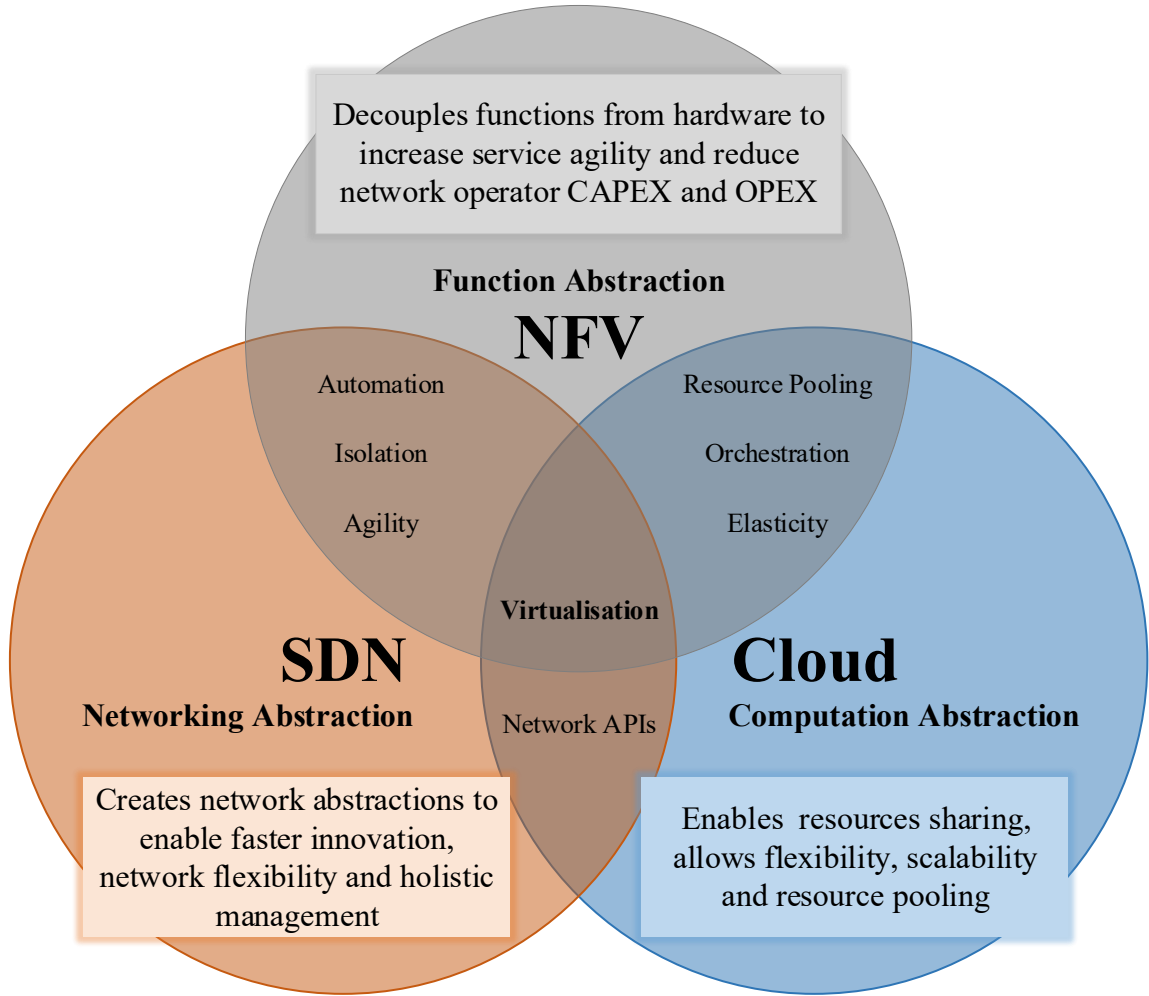 Decouples functions from hardware to
increase service agility and reduce
network operator CAPEX and OPEX
Function Abstraction
NFV
Automation
Resource Pooling
Isolation
Orchestration
Agility
Elasticity
Virtualisation
SDN
Cloud
Networking Abstraction
Computation Abstraction
Network APIs
Creates network abstractions to
enable faster innovation,
network flexibility and holistic
management
Enables  resources sharing,
allows flexibility, scalability
and resource pooling